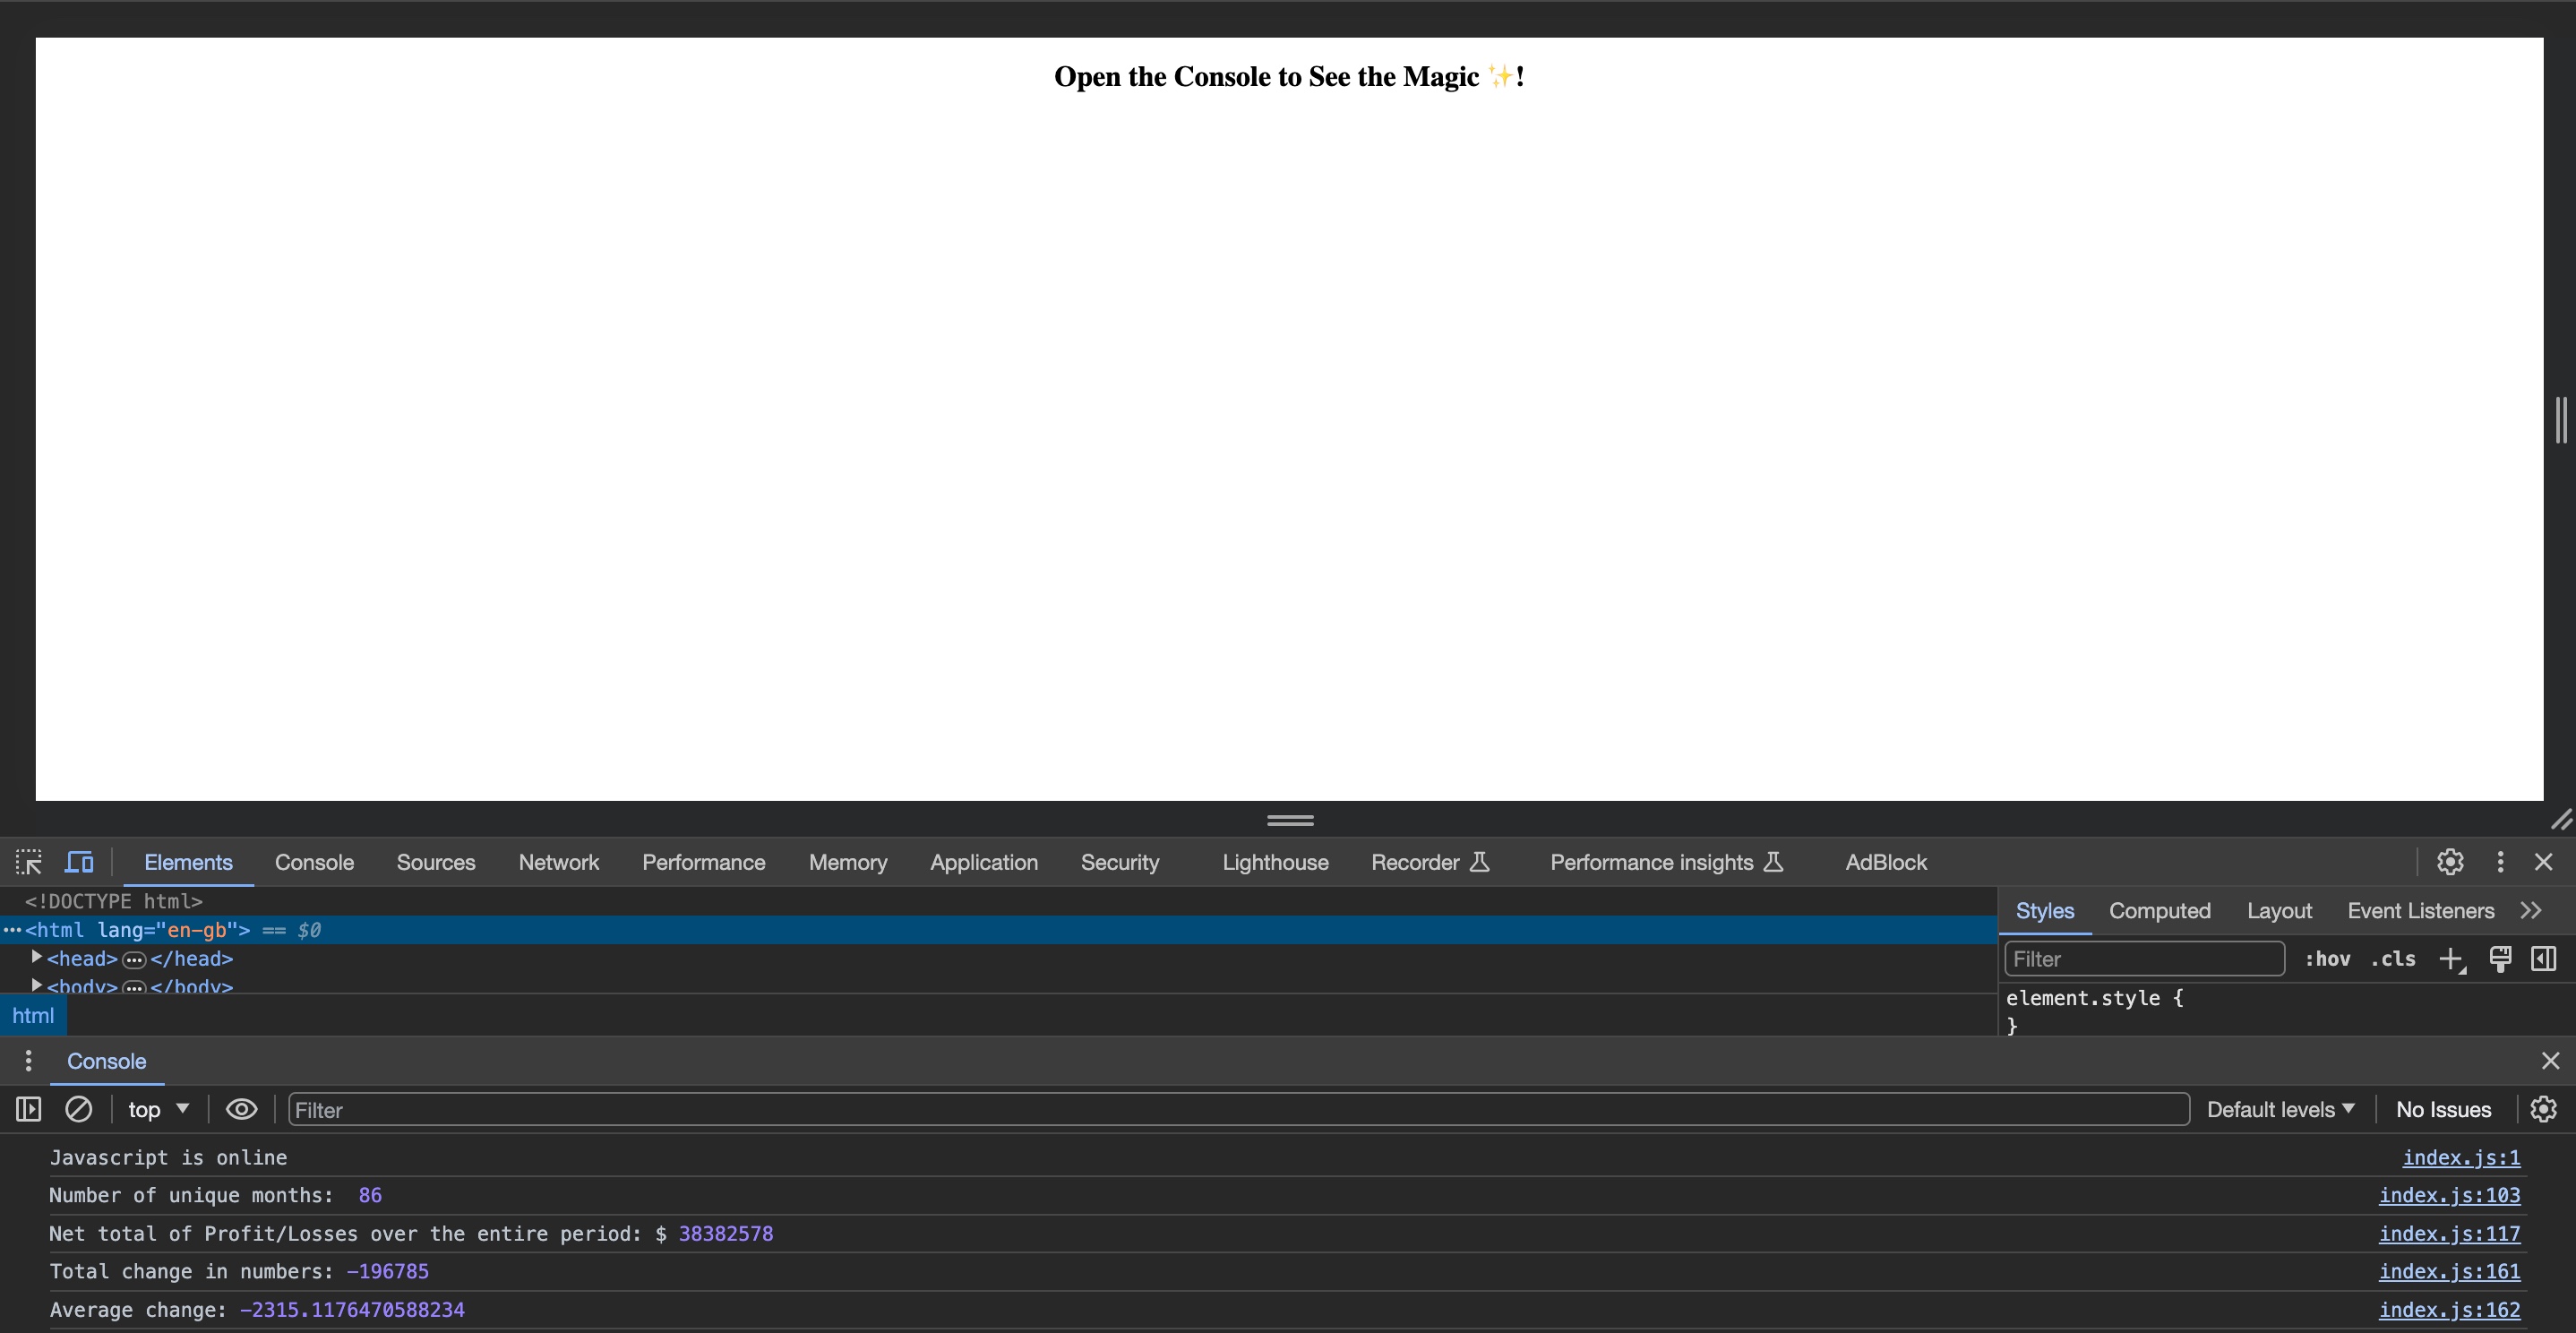 Open the Console to See the Magic ✨!
Elements Console Sources Network Performance Memory Application Security Lighthouse Recorder Performance insights AdBlock
<!DOCTYPE html>
<html lang="en-gb"> == $0
<head> </head>
<body> </body>
html
Styles Computed Layout Event Listeners
Filter :hov .cls
element.style {
}
Console
top Filter Default levels No Issues
Javascript is online index.js:1
Number of unique months: 86 index.js:103
Net total of Profit/Losses over the entire period: $ 38382578 index.js:117
Total change in numbers: -196785 index.js:161
Average change: -2315.1176470588234 index.js:162